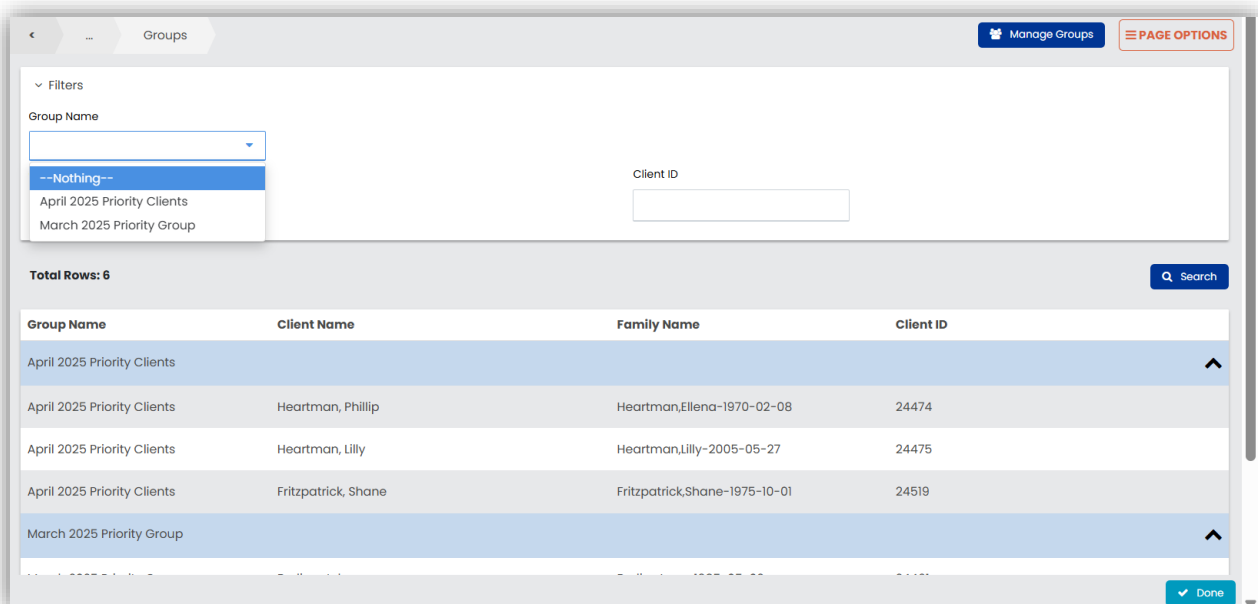 ... Groups Manage Groups PAGE OPTIONS
Filters
Group Name
--Nothing--
April 2025 Priority Clients
March 2025 Priority Group
Client ID
Total Rows: 6
Search
Group Name Client Name Family Name Client ID
April 2025 Priority Clients
April 2025 Priority Clients Heartman, Phillip Heartman,Ellena-1970-02-08 24474
April 2025 Priority Clients Heartman, Lilly Heartman,Lilly-2005-05-27 24475
April 2025 Priority Clients Fritzpatrick, Shane Fritzpatrick,Shane-1975-10-01 24519
March 2025 Priority Group
Done